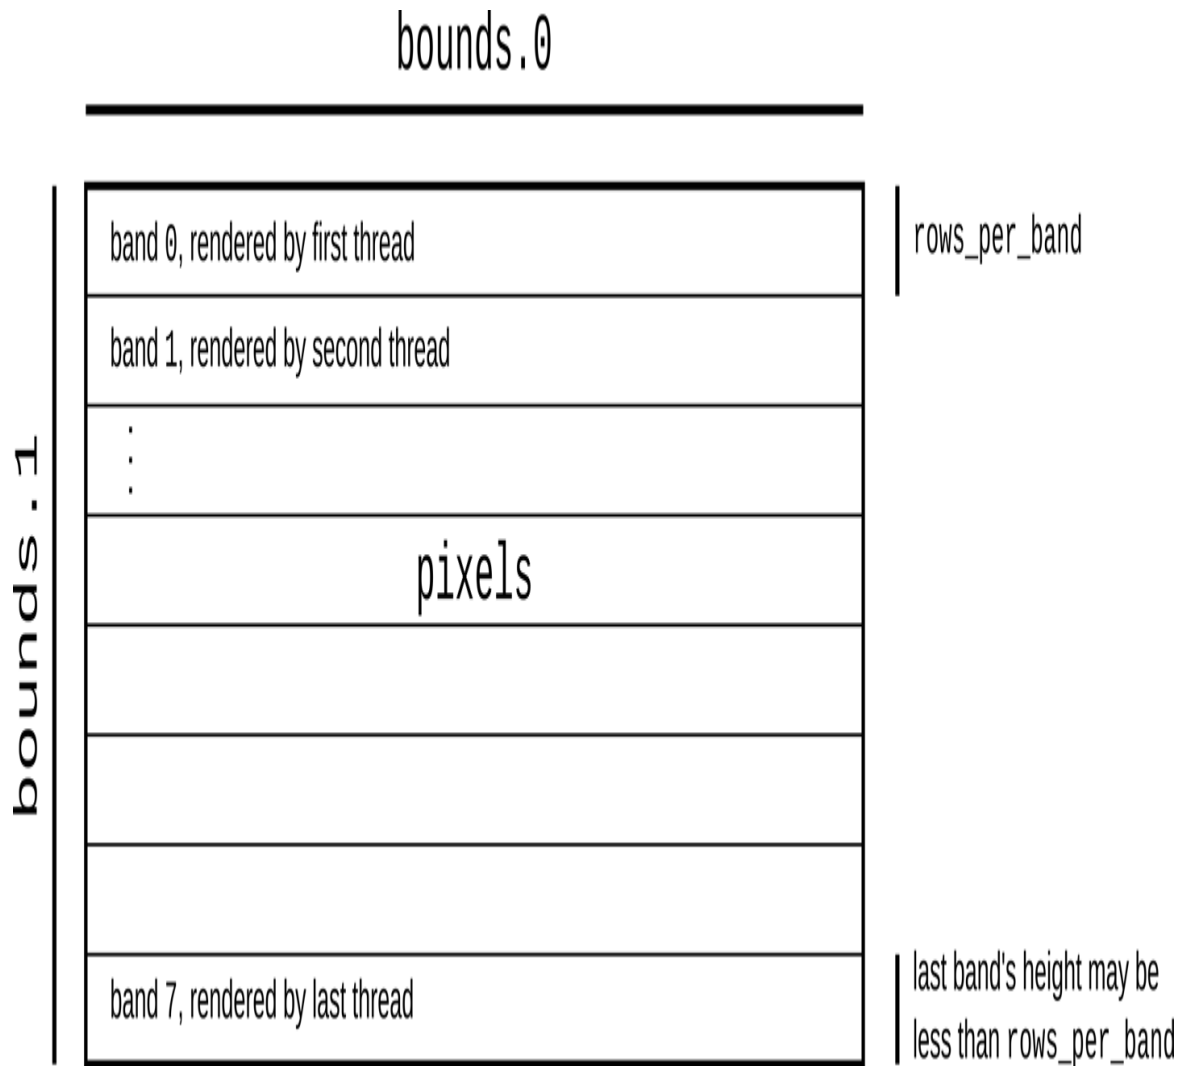 bounds.0
band 0, rendered by first thread
rows_per_band
band 1, rendered by second thread
.
.
.
bounds.1
pixels
band 7, rendered by last thread
last band's height may be
less than rows_per_band